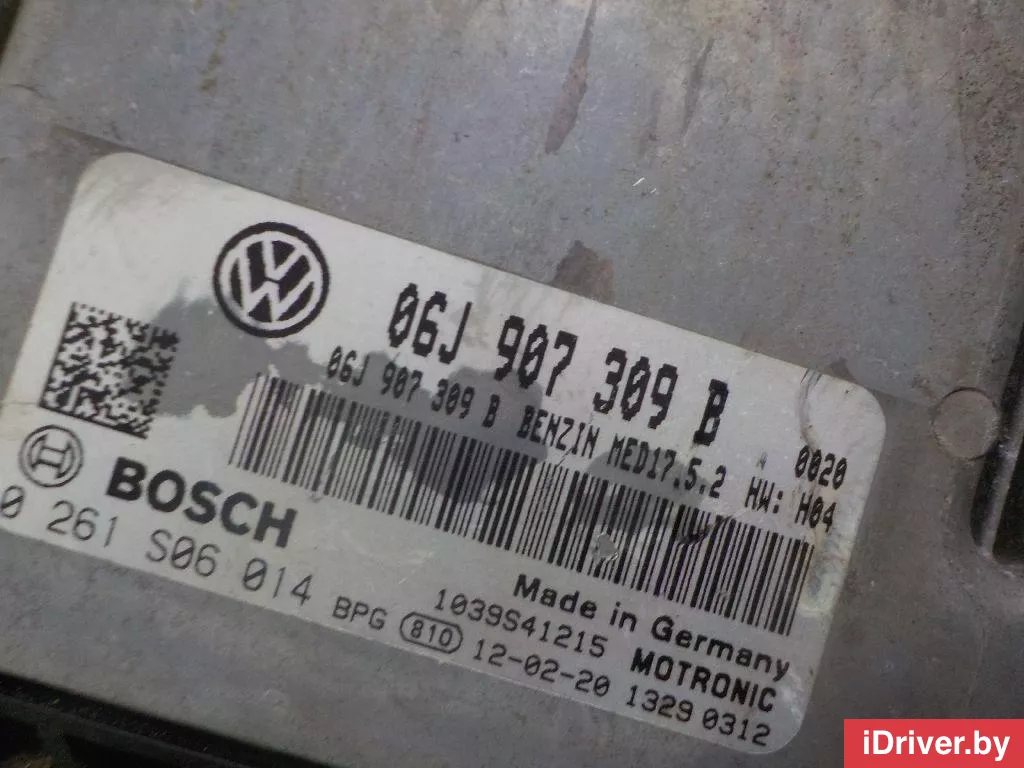 06J 907 309 B
06J 907 309 B BENZIN MED17.5.2
0020
HW: H04
BOSCH
0 261 S06 014
Made in Germany
1039S41215 MOTRONIC
BPG 810 12-02-20 1329 0312
iDriver.by